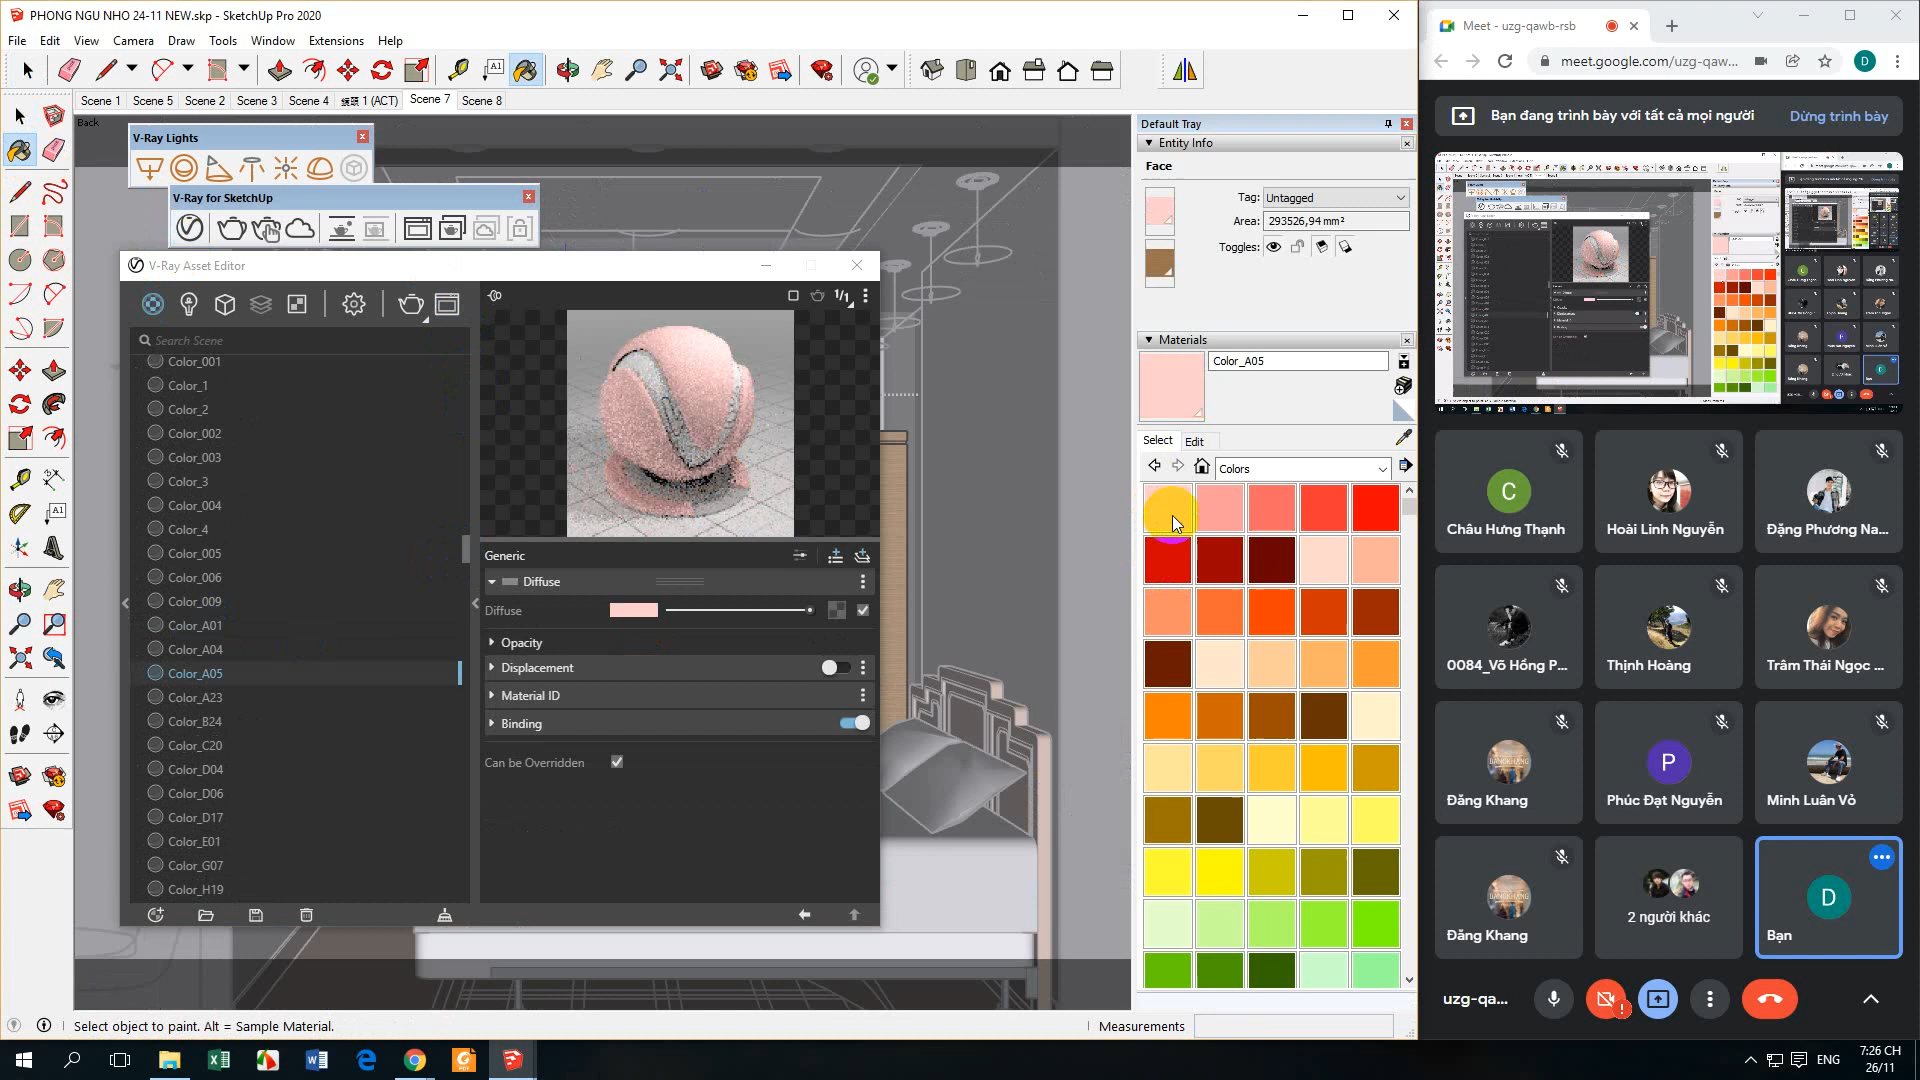 PHONG NGU NHO 24-11 NEW.skp - SketchUp Pro 2020
File Edit View Camera Draw Tools Window Extensions Help
Scene 1 Scene 5 Scene 2 Scene 3 Scene 4 1 (ACT) Scene 7 Scene 8
Back
V-Ray Lights
V-Ray for SketchUp
V-Ray Asset Editor
Search Scene
Color_001
Color_1
Color_2
Color_002
Color_003
Color_3
Color_004
Color_4
Color_005
Color_006
Color_009
Color_A01
Color_A04
Color_A05
Color_A23
Color_B24
Color_C20
Color_D04
Color_D06
Color_D17
Color_E01
Color_G07
Color_H19
1/1
Generic
Diffuse
Diffuse
Opacity
Displacement
Material ID
Binding
Can be Overridden
Default Tray
Entity Info
Face
Tag: Untagged
Area: 293526,94 mm²
Toggles:
Materials
Color_A05
Select Edit
Colors
Select object to paint. Alt = Sample Material.
Measurements
Meet - uzg-qawb-rsb
meet.google.com/uzg-qaw...
D
Bạn đang trình bày với tất cả mọi người
Dừng trình bày
C
Châu Hưng Thạnh
Hoài Linh Nguyễn
Đặng Phương Na...
0084_Võ Hồng P...
Thịnh Hoàng
Trâm Thái Ngọc ...
Đăng Khang
P
Phúc Đạt Nguyễn
Minh Luân Võ
Đăng Khang
2 người khác
D
Bạn
uzg-qa...
ENG
7:26 CH
26/11